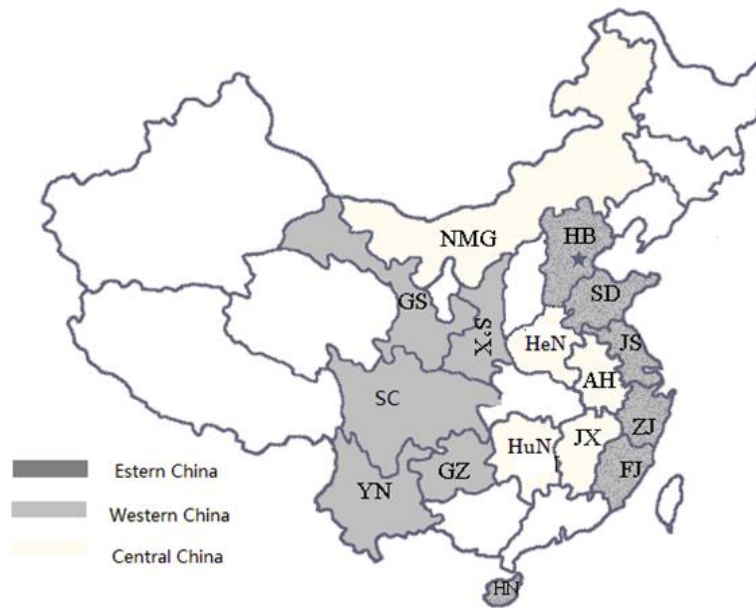 NMG
HB
SD
GS
XcS
HeN
JS
AH
SC
ZJ
JX
HuN
GZ
FJ
YN
Estern China
Western China
Central China
HN